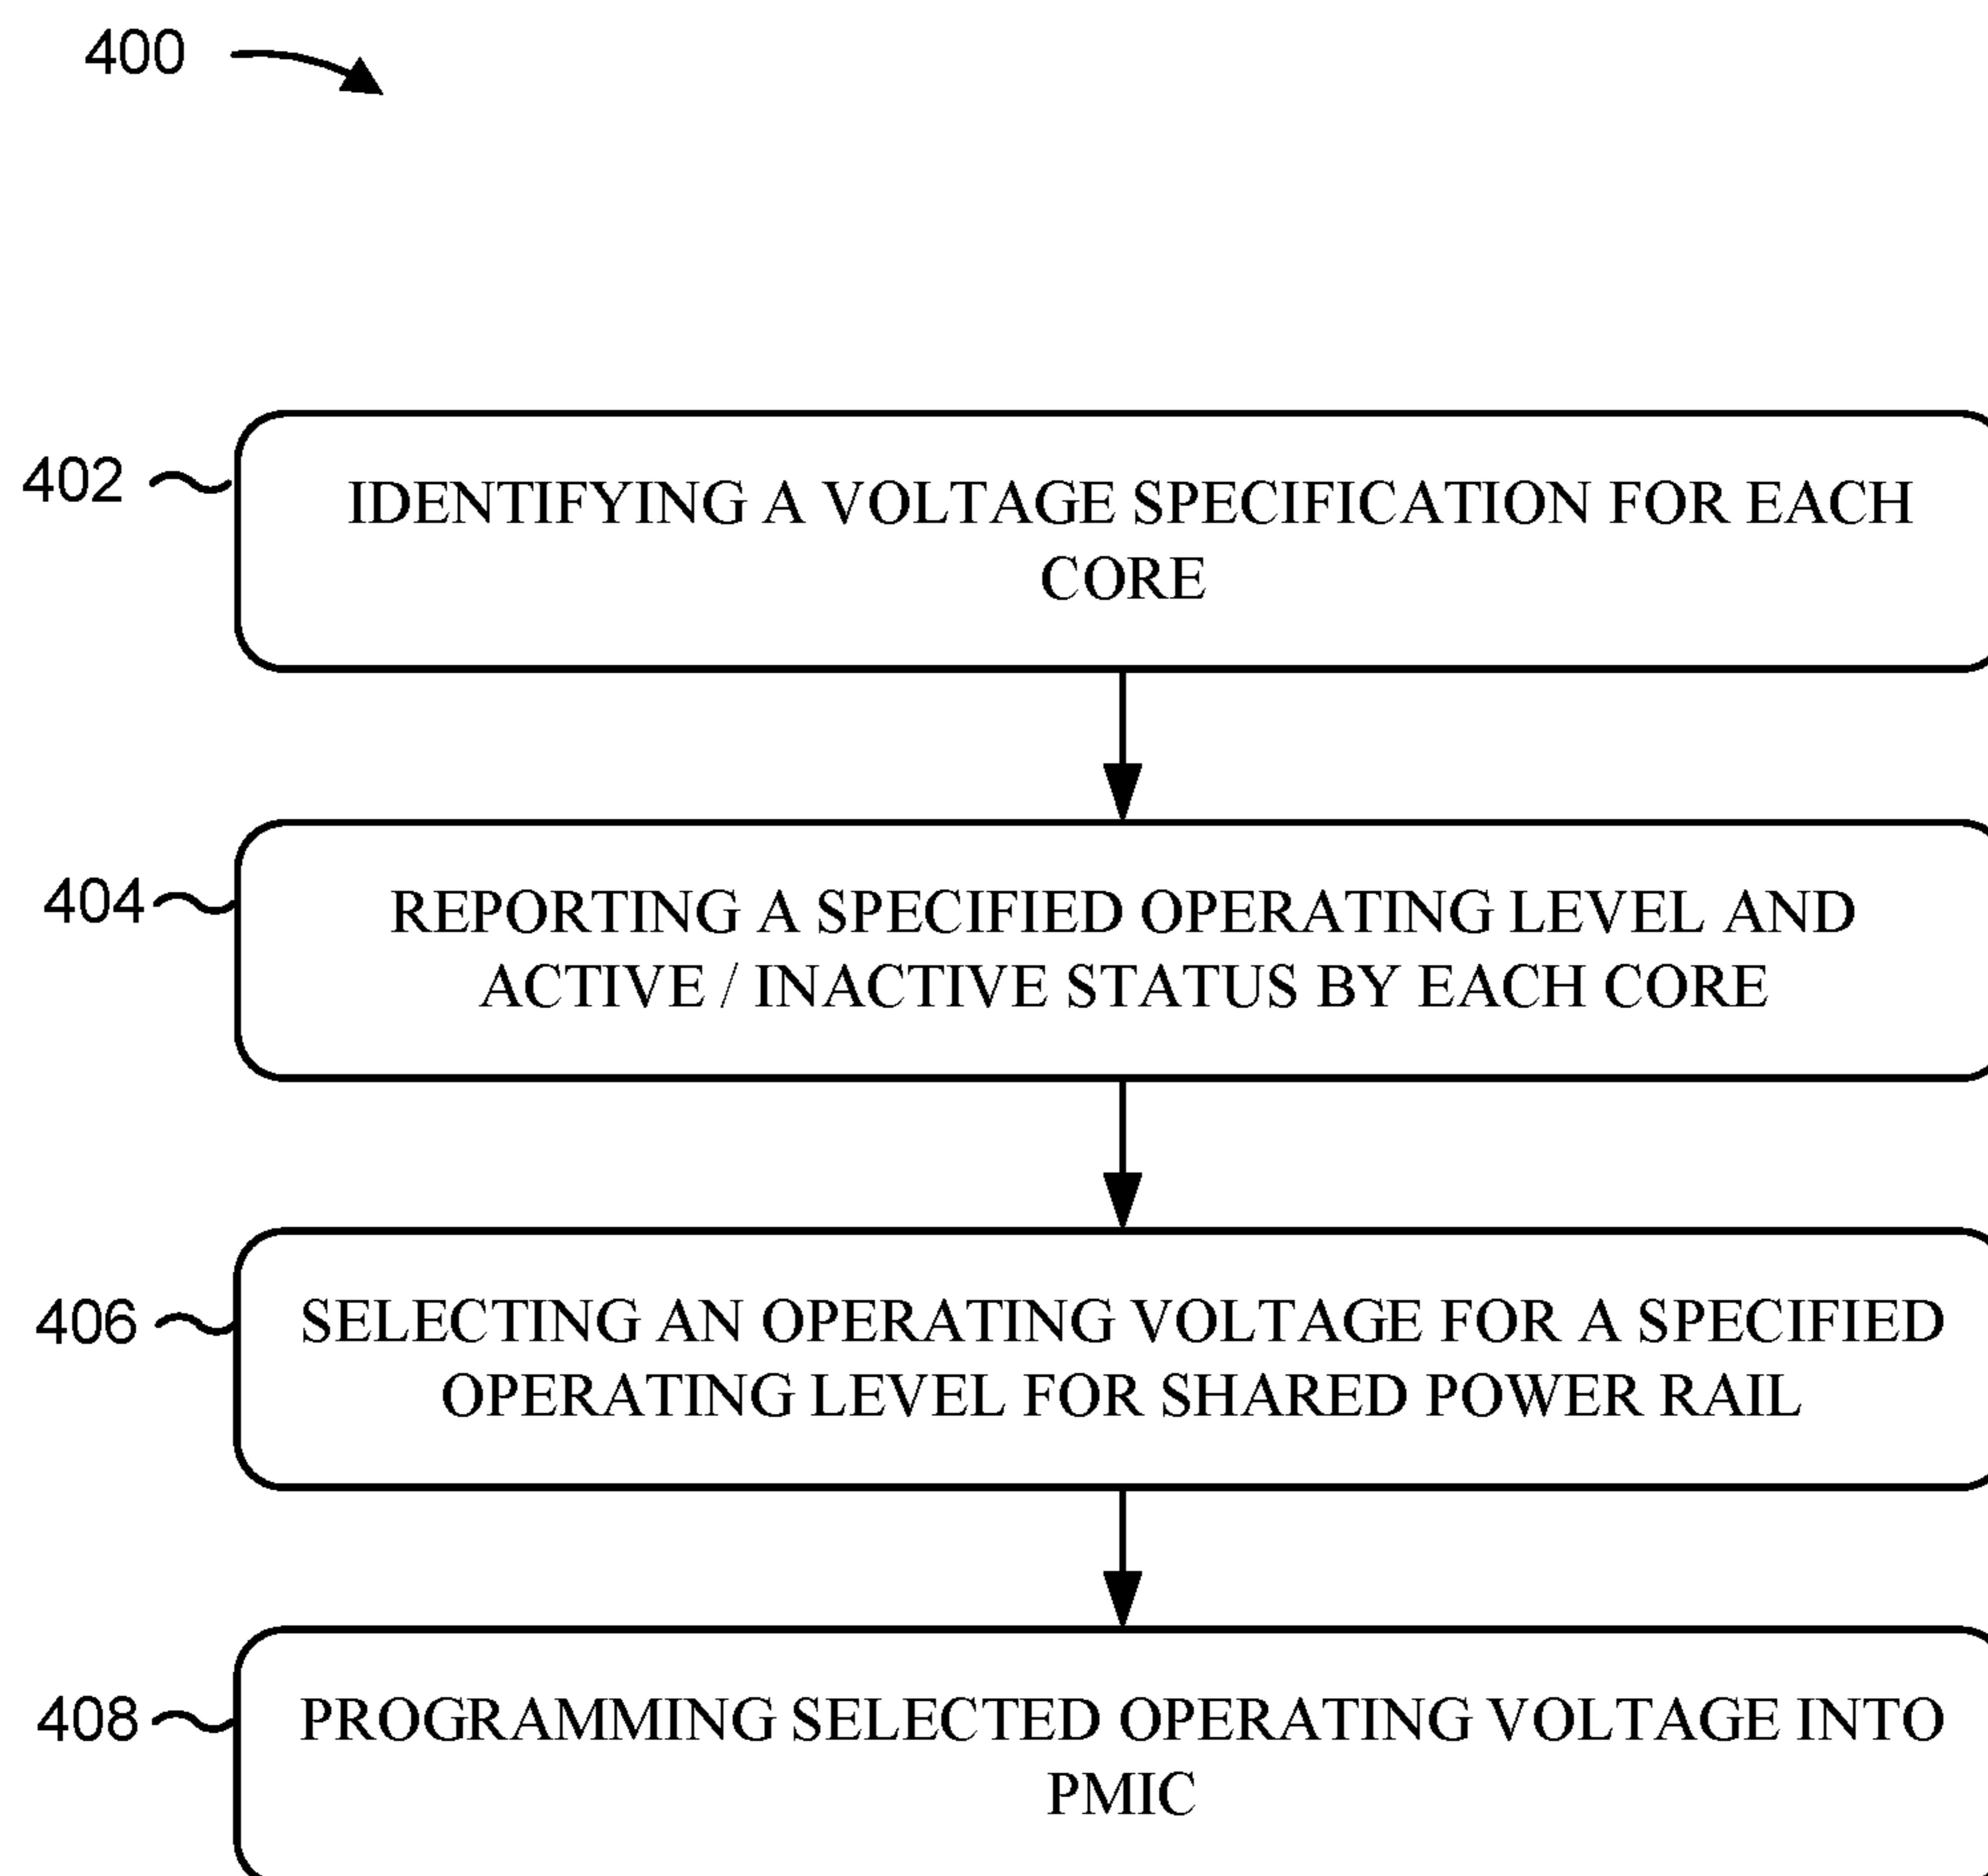 400
402
IDENTIFYING A VOLTAGE SPECIFICATION FOR EACH
CORE
404
REPORTING A SPECIFIED OPERATING LEVEL AND
ACTIVE / INACTIVE STATUS BY EACH CORE
406
SELECTING AN OPERATING VOLTAGE FOR A SPECIFIED
OPERATING LEVEL FOR SHARED POWER RAIL
408
PROGRAMMING SELECTED OPERATING VOLTAGE INTO
PMIC